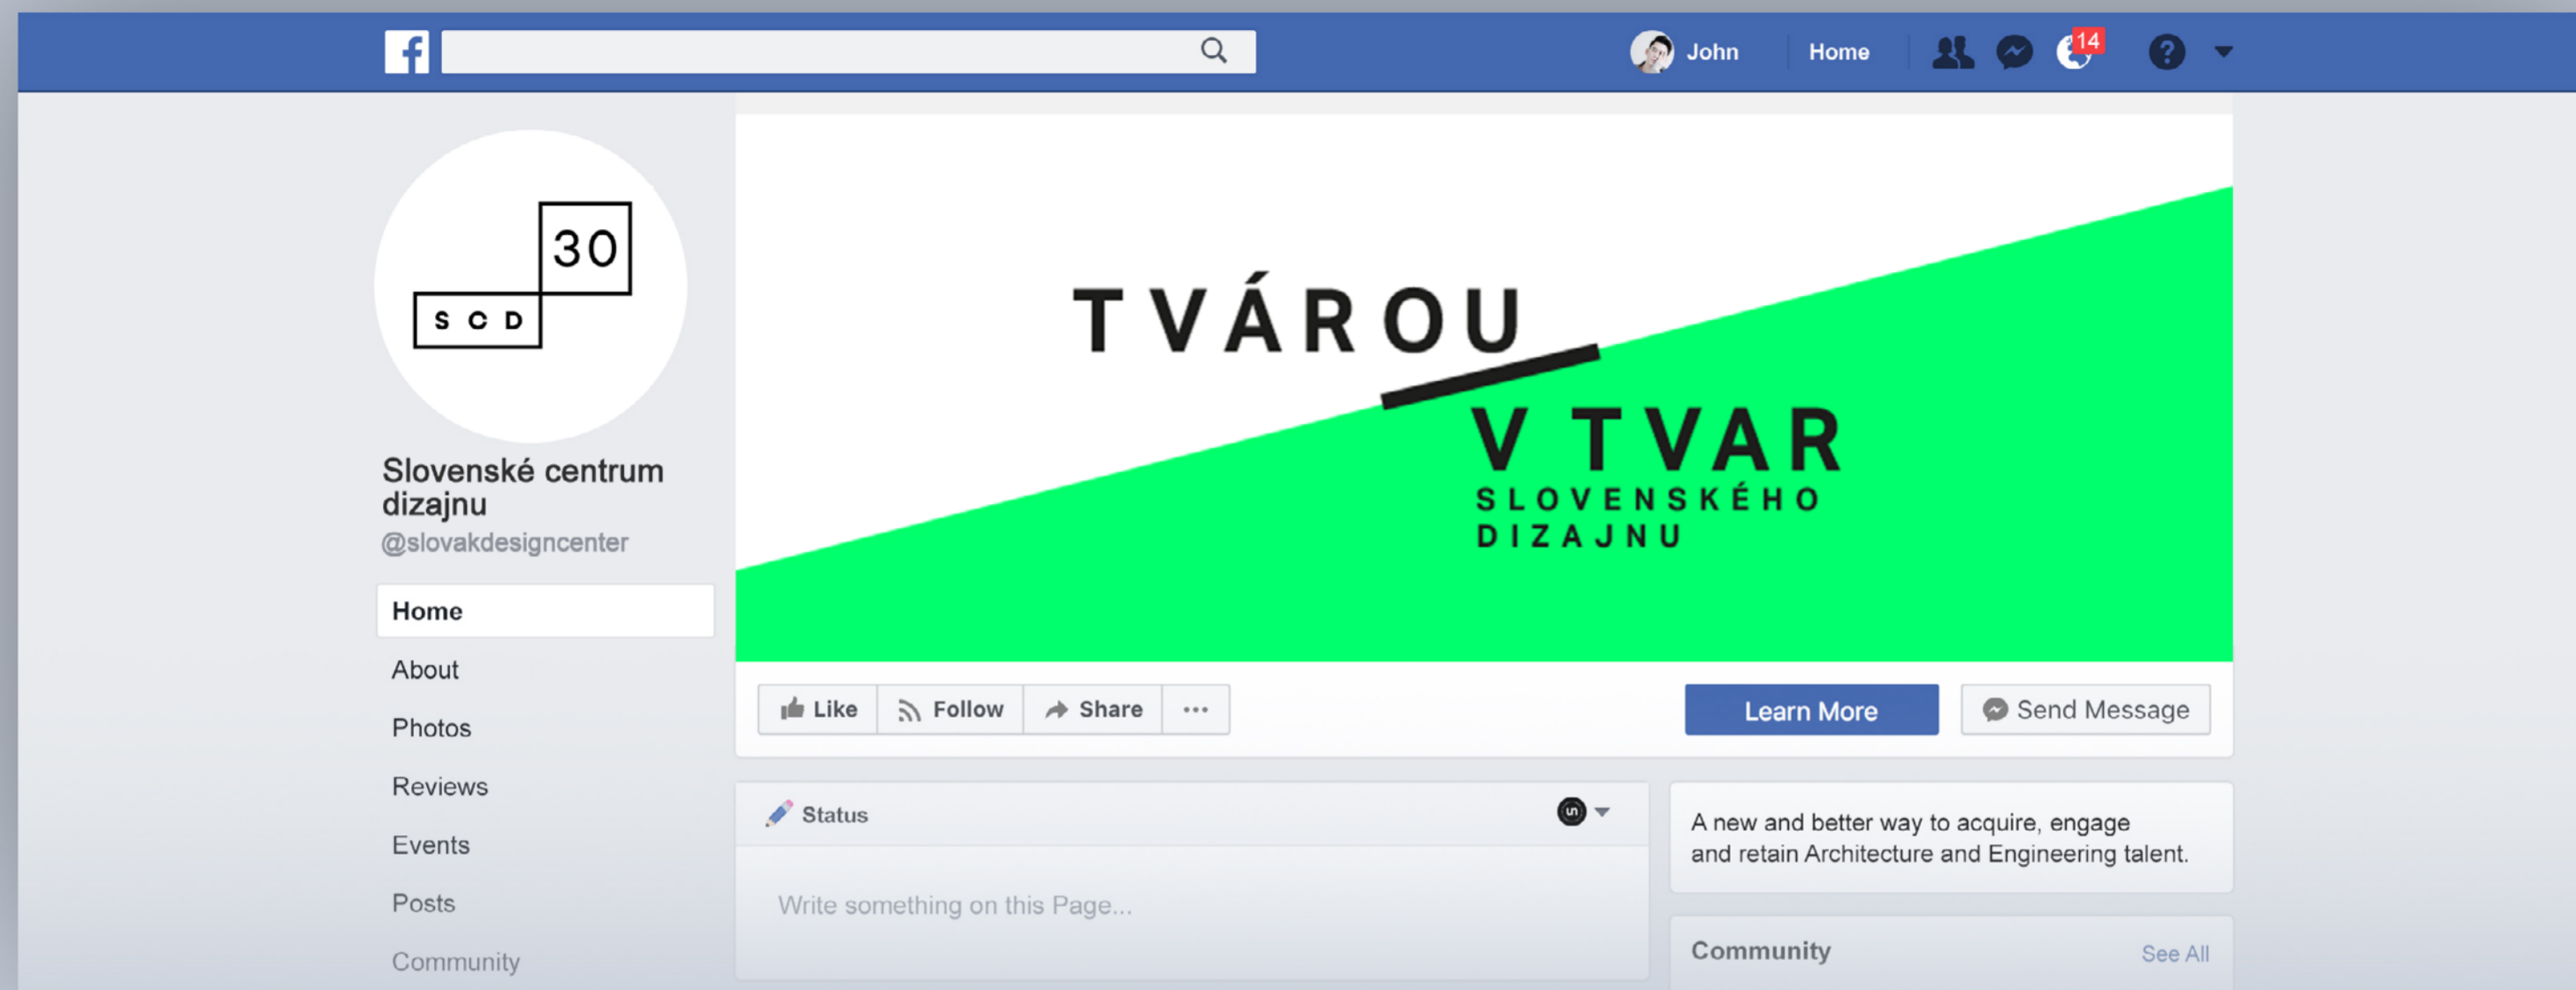 John
Home
14
?
30
SCD
Slovenské centrum
dizajnu
@slovakdesigncenter
Home
About
Photos
Reviews
Events
Posts
Community
TVÁROU
V TVAR
SLOVENSKÉHO
DIZAJNU
Like
Follow
Share
...
Learn More
Send Message
Status
Write something on this Page...
A new and better way to acquire, engage
and retain Architecture and Engineering talent.
Community
See All